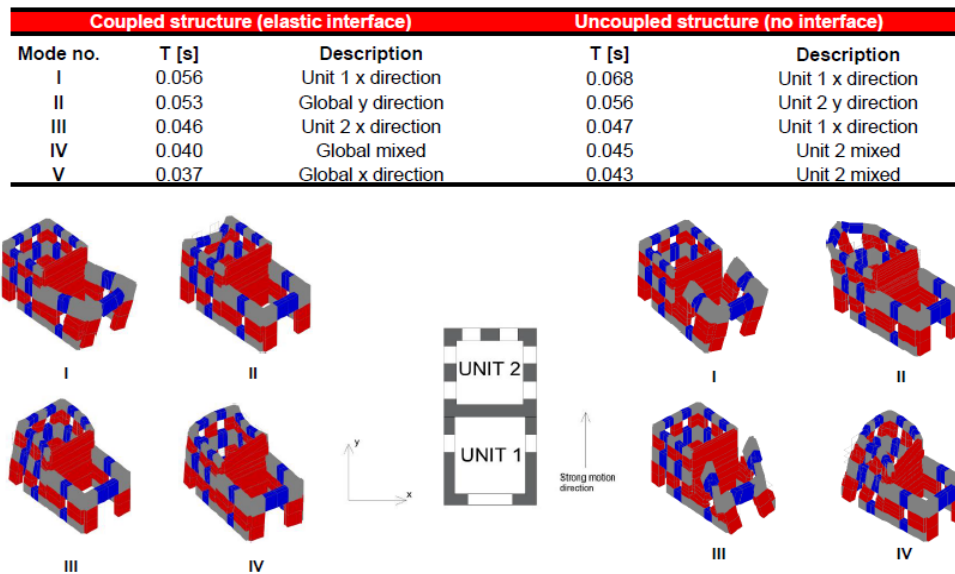 Coupled structure (elastic interface) Uncoupled structure (no interface)
Mode no. T [s] Description T [s] Description
I 0.056 Unit 1 x direction 0.068 Unit 1 x direction
II 0.053 Global y direction 0.056 Unit 2 y direction
III 0.046 Unit 2 x direction 0.047 Unit 1 x direction
IV 0.040 Global mixed 0.045 Unit 2 mixed
V 0.037 Global x direction 0.043 Unit 2 mixed
I II
III IV
UNIT 2
UNIT 1
y
x
Strong motion
direction
I II
III IV